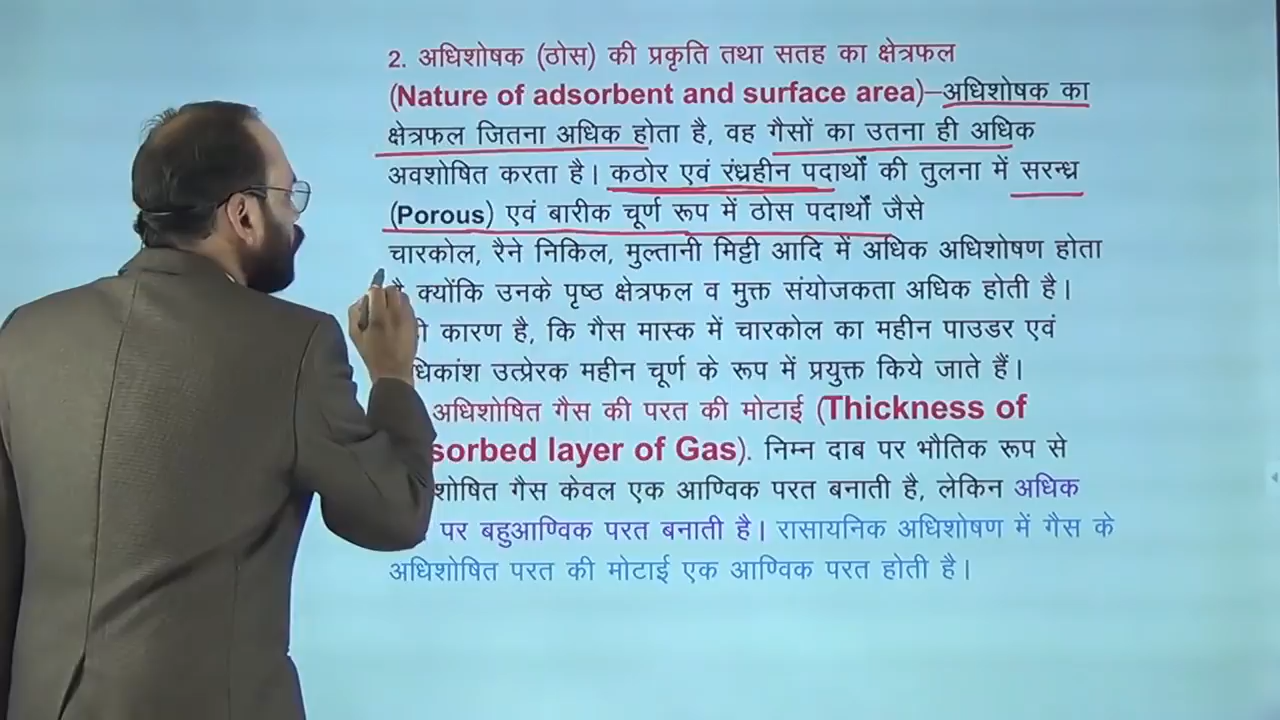 2. अधिशोषक (ठोस) की प्रकृति तथा सतह का क्षेत्रफल
(Nature of adsorbent and surface area)–अधिशोषक का
क्षेत्रफल जितना अधिक होता है, वह गैसों का उतना ही अधिक
अवशोषित करता है। कठोर एवं रंध्रहीन पदार्थों की तुलना में सरन्ध्र
(Porous) एवं बारीक चूर्ण रूप में ठोस पदार्थों जैसे
चारकोल, रैने निकिल, मुल्तानी मिट्टी आदि में अधिक अधिशोषण होता
क्योंकि उनके पृष्ठ क्षेत्रफल व मुक्त संयोजकता अधिक होती है।
कारण है, कि गैस मास्क में चारकोल का महीन पाउडर एवं
धिकांश उत्प्रेरक महीन चूर्ण के रूप में प्रयुक्त किये जाते हैं।
अधिशोषित गैस की परत की मोटाई (Thickness of
sorbed layer of Gas). निम्न दाब पर भौतिक रूप से
शोषित गैस केवल एक आण्विक परत बनाती है, लेकिन अधिक
पर बहुआण्विक परत बनाती है। रासायनिक अधिशोषण में गैस के
अधिशोषित परत की मोटाई एक आण्विक परत होती है।